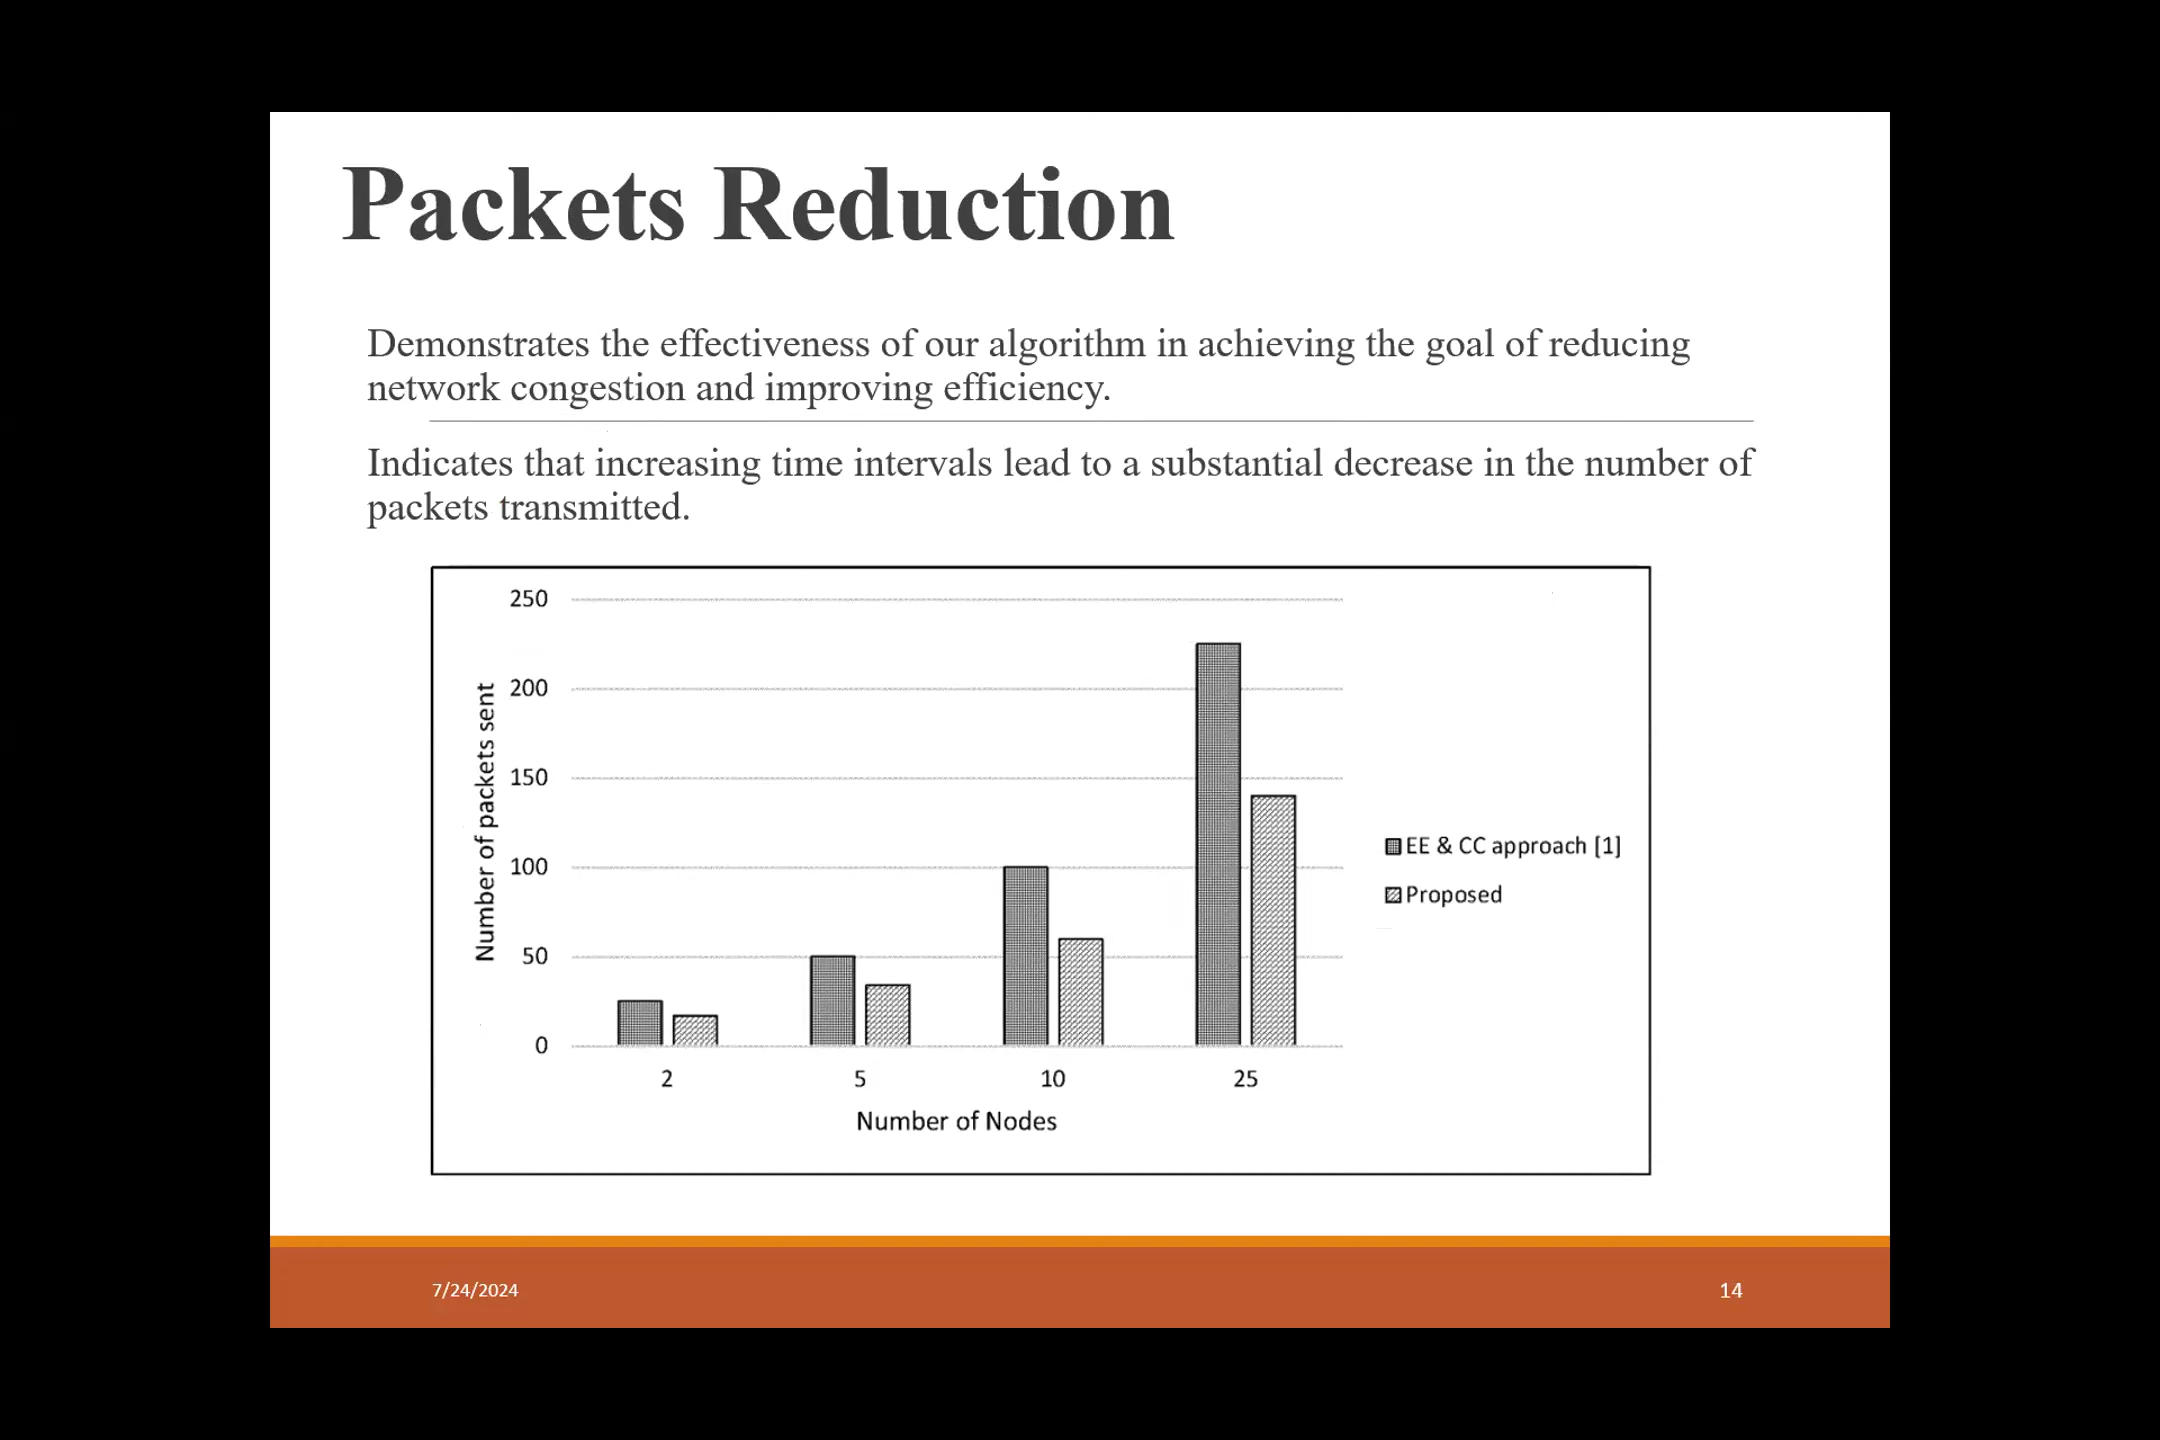 Packets Reduction
Demonstrates the effectiveness of our algorithm in achieving the goal of reducing
network congestion and improving efficiency.
Indicates that increasing time intervals lead to a substantial decrease in the number of
packets transmitted.
250
200
150
100
50
0
Number of packets sent
2 5 10 25
Number of Nodes
EE & CC approach [1]
Proposed
7/24/2024
14